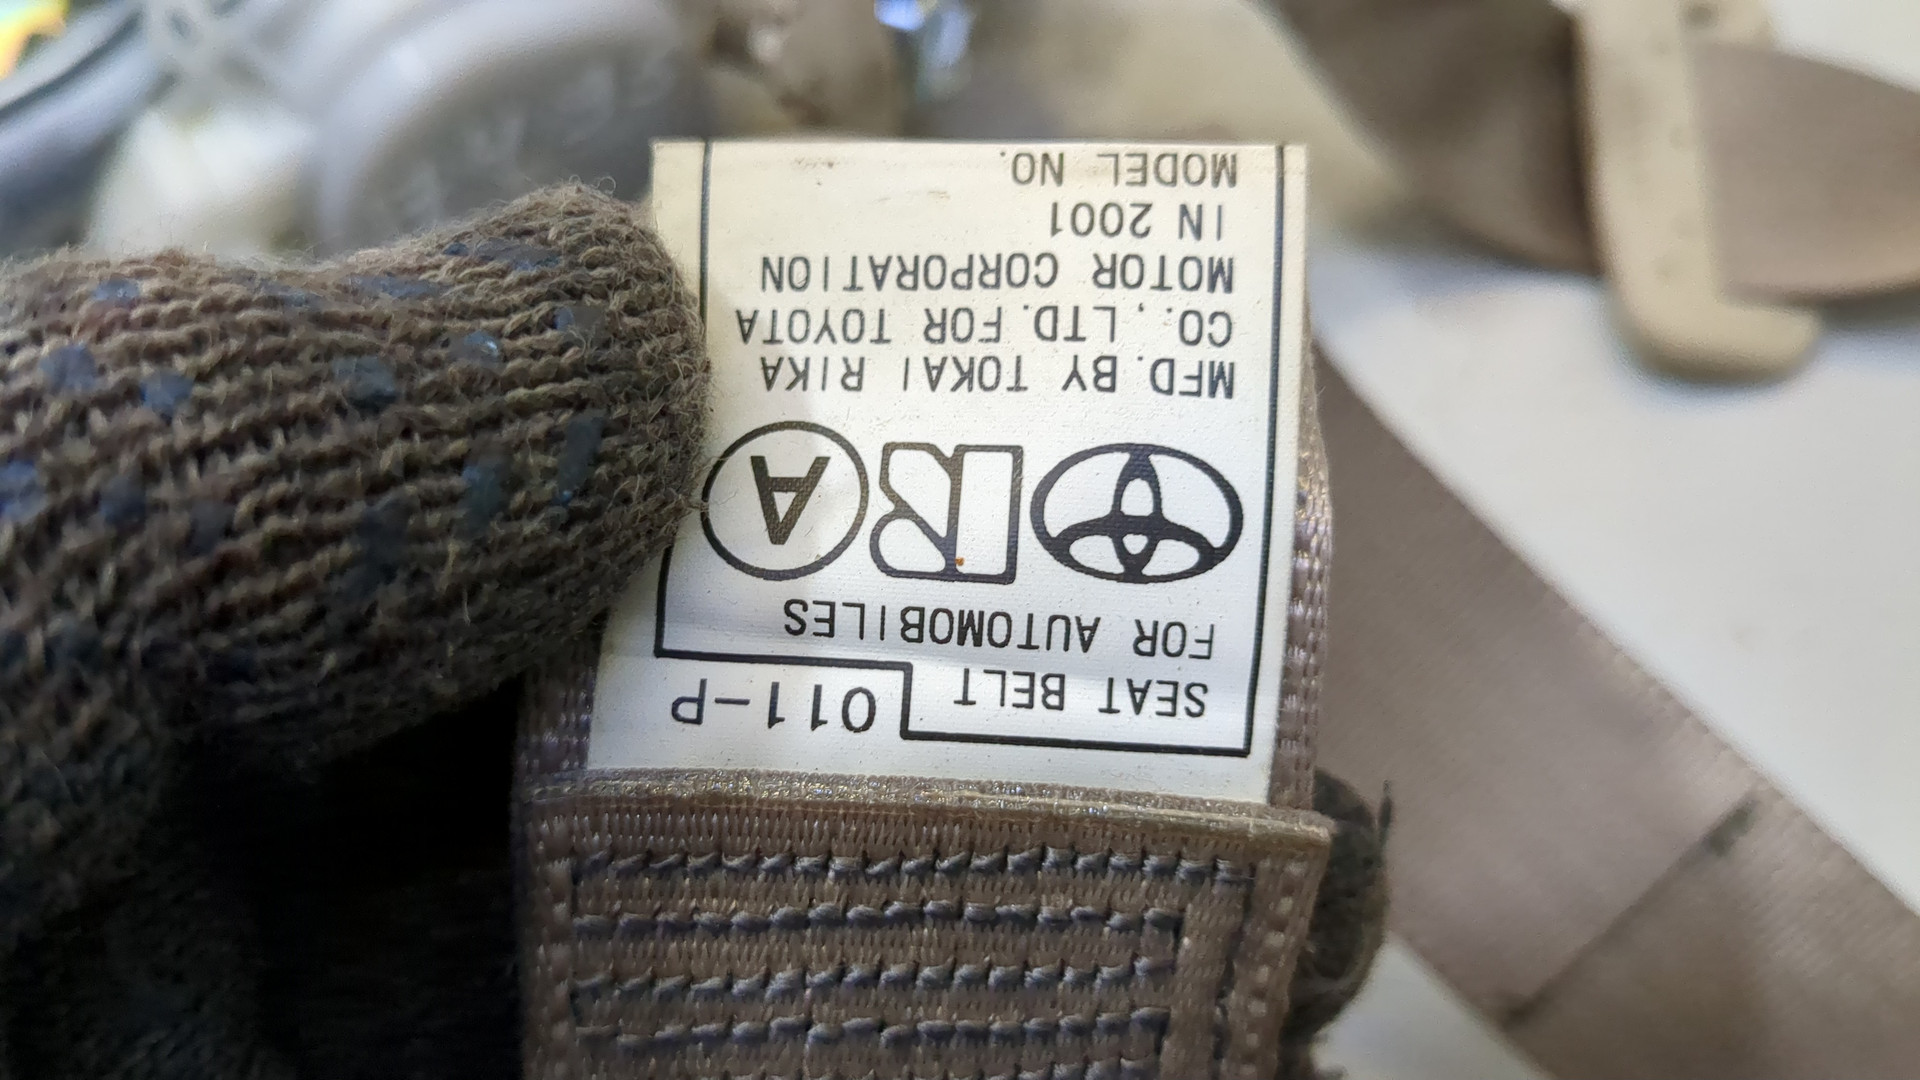 011-P
SEAT BELT
FOR AUTOMOBILES
A
MFD. BY TOKAI RIKA
CO., LTD. FOR TOYOTA
MOTOR CORPORATION
IN 2001
MODEL NO.